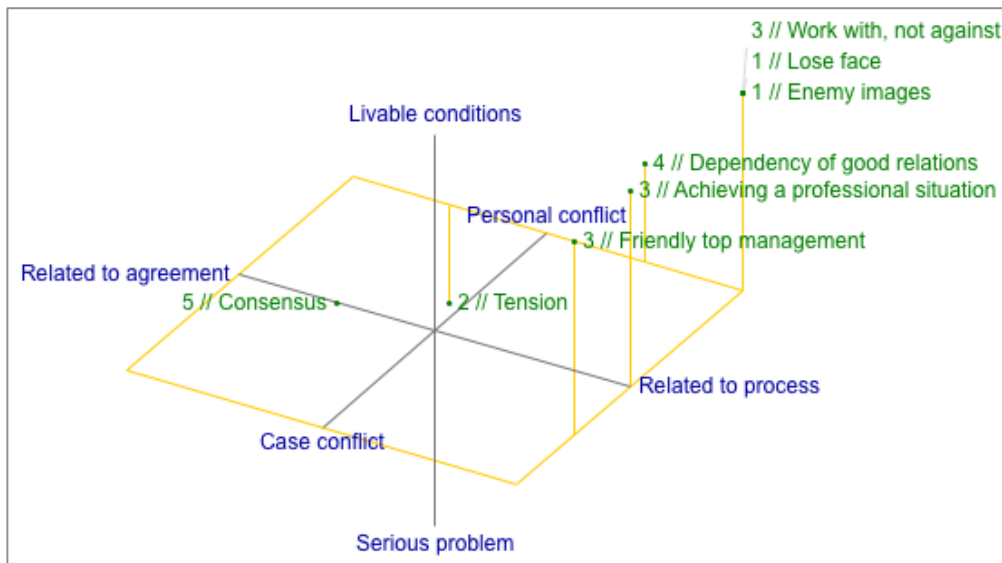 3 // Work with, not against
1 // Lose face
1 // Enemy images
Livable conditions
4 // Dependency of good relations
3 // Achieving a professional situation
Personal conflict
3 // Friendly top management
Related to agreement
5 // Consensus
2 // Tension
Related to process
Case conflict
Serious problem